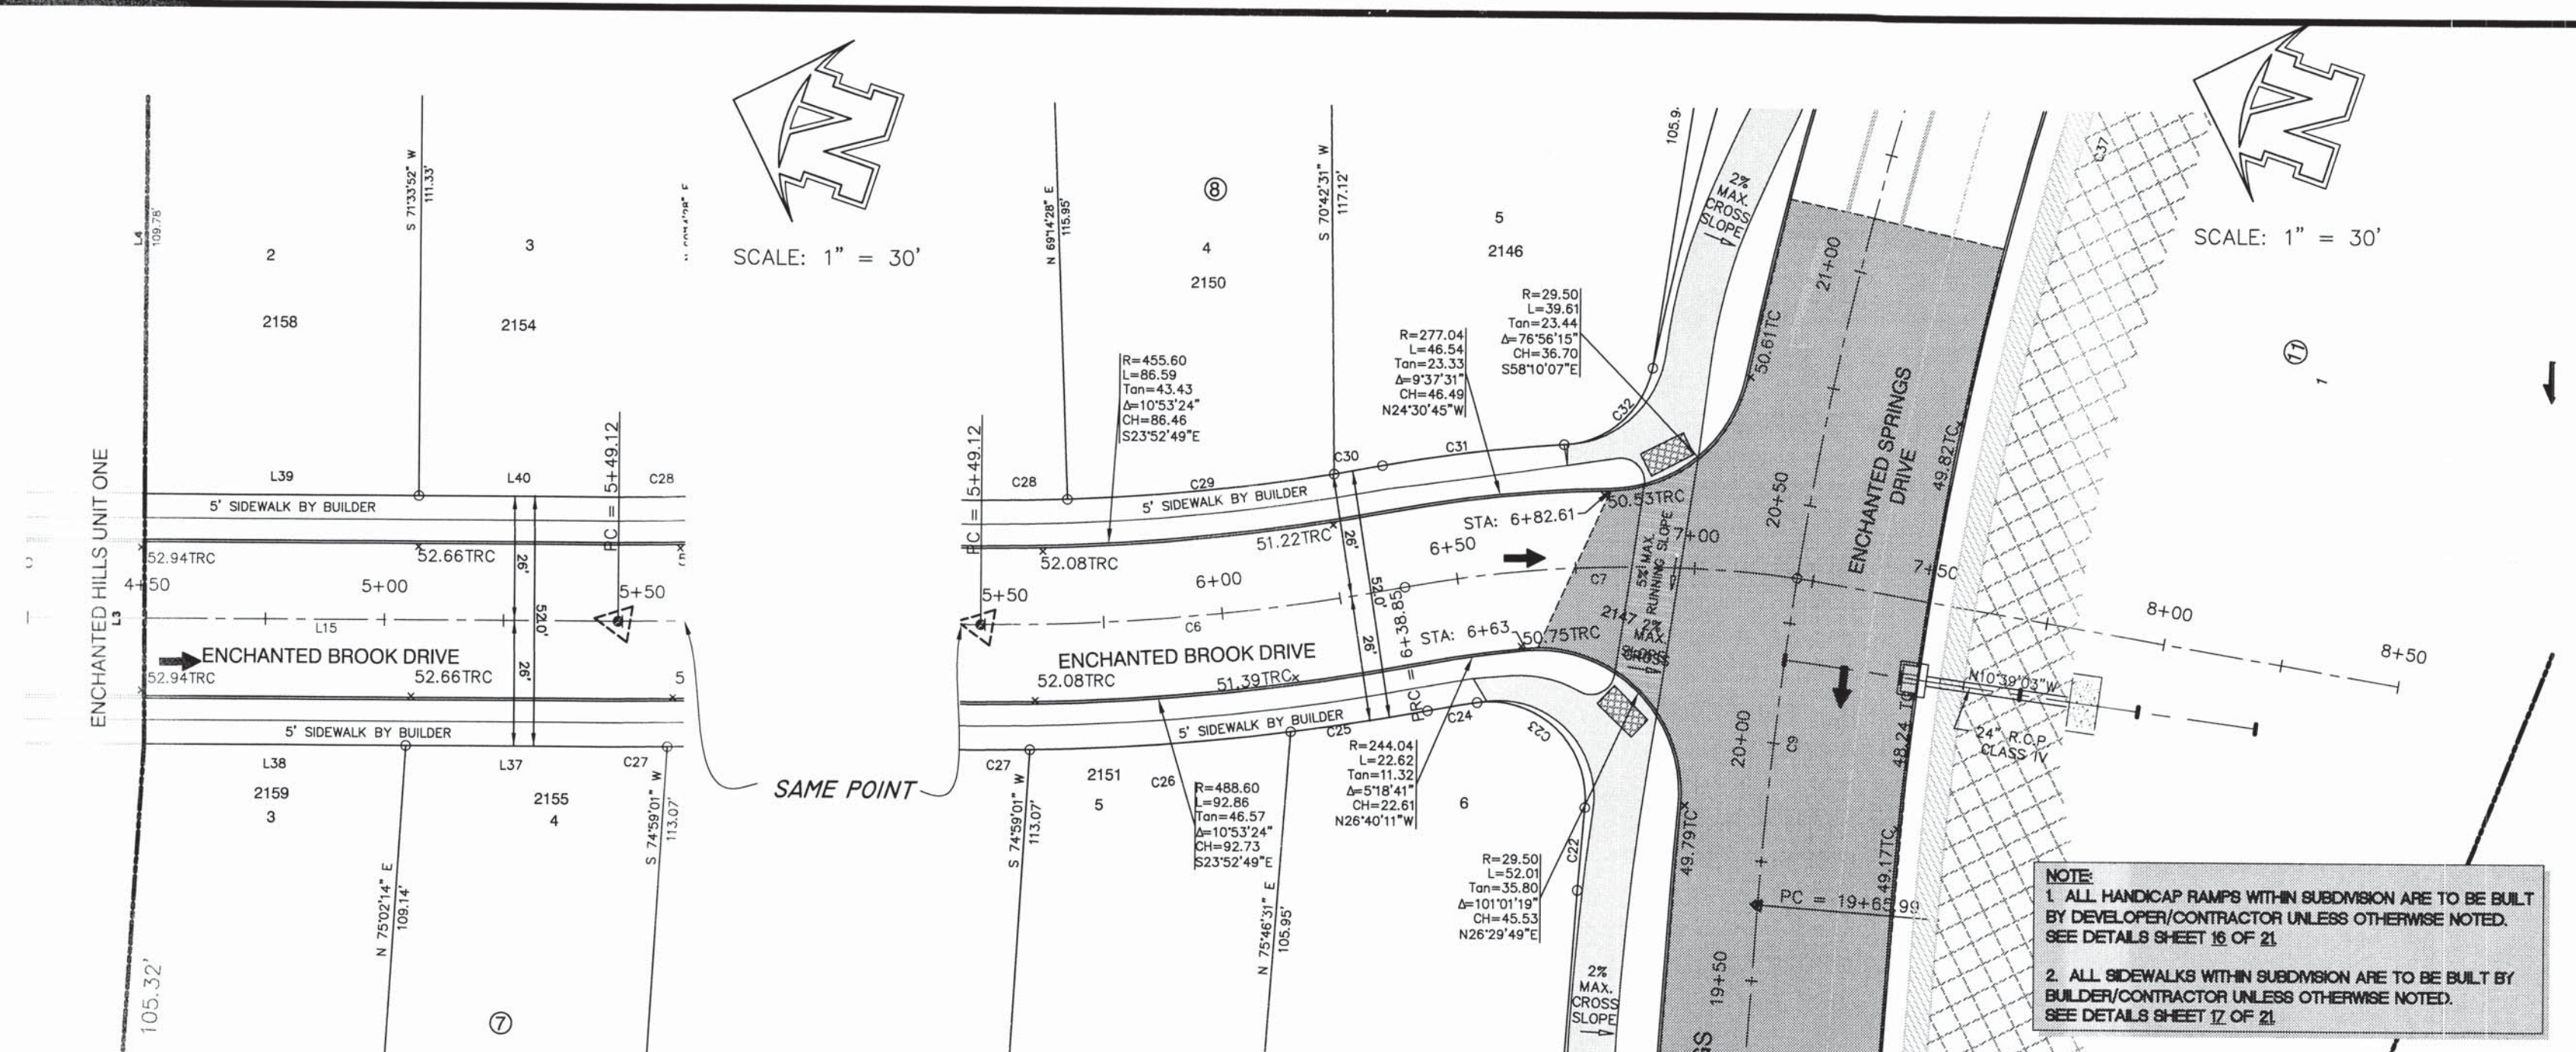 L4
109.78'
S 71°33'52" W
111.33'
2
3
2158
2154
SCALE: 1" = 30'
ENCHANTED HILLS UNIT ONE
L39
L40
C28
5' SIDEWALK BY BUILDER
PC = 5+49.12
52.94TRC
52.66TRC
4+50
5+00
5+50
L3
L15
26'
52.0'
26'
ENCHANTED BROOK DRIVE
52.94TRC
52.66TRC
5
5' SIDEWALK BY BUILDER
L38
L37
C27
2159
3
2155
4
N 75°02'14" E
109.14'
S 74°59'01" W
113.07'
105.32'
7
SAME POINT
N 69°14'28" E
115.95'
8
4
2150
S 70°42'31" W
117.12'
5
2146
105.9
R=455.60
L=86.59
Tan=43.43
Δ=10°53'24"
CH=86.46
S23°52'49"E
R=277.04
L=46.54
Tan=23.33
Δ=9°37'31"
CH=46.49
N24°30'45"W
R=29.50
L=39.61
Tan=23.44
Δ=76°56'15"
CH=36.70
S58°10'07"E
PC = 5+49.12
C28
C29
C30
C31
C32
5' SIDEWALK BY BUILDER
52.08TRC
51.22TRC
STA: 6+82.61
50.53TRC
5+50
6+00
6+50
7+00
7+50
8+00
8+50
C6
C7
26'
52.0'
26'
PRC = 6+38.85
ENCHANTED BROOK DRIVE
52.08TRC
51.39TRC
STA: 6+63
50.75TRC
5' SIDEWALK BY BUILDER
C27
C26
C25
C24
C23
C22
2151
5
6
S 74°59'01" W
113.07'
N 75°46'31" E
105.95'
R=488.60
L=92.86
Tan=46.57
Δ=10°53'24"
CH=92.73
S23°52'49"E
R=244.04
L=22.62
Tan=11.32
Δ=5°18'41"
CH=22.61
N26°40'11"W
R=29.50
L=52.01
Tan=35.80
Δ=101°01'19"
CH=45.53
N26°29'49"E
2%
MAX.
CROSS
SLOPE
5% MAX.
RUNNING SLOPE
2147
2%
MAX.
CROSS
SLOPE
2%
MAX.
CROSS
SLOPE
50.61TC
21+00
20+50
20+00
19+50
ENCHANTED SPRINGS
DRIVE
49.82TC
49.79TC
49.17TC
48.24 TC
C9
PC = 19+65.99
GS
C37
SCALE: 1" = 30'
11
1
N10°39'03"W
24" R.C.P.
CLASS IV
NOTE:
1. ALL HANDICAP RAMPS WITHIN SUBDIVISION ARE TO BE BUILT
BY DEVELOPER/CONTRACTOR UNLESS OTHERWISE NOTED.
SEE DETAILS SHEET 16 OF 21.
2. ALL SIDEWALKS WITHIN SUBDIVISION ARE TO BE BUILT BY
BUILDER/CONTRACTOR UNLESS OTHERWISE NOTED.
SEE DETAILS SHEET 17 OF 21.